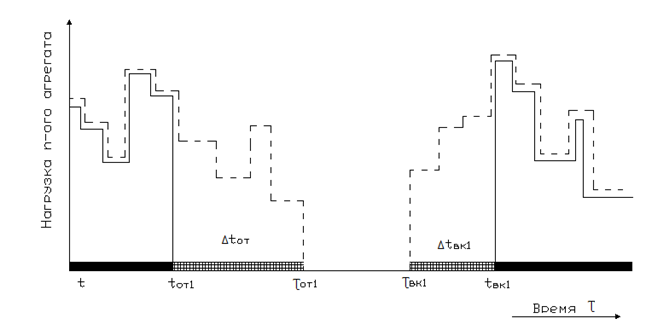 Нагрузка n-ого агрегата
Δtот
Δtвк1
t
tот1
τот1
τвк1
tвк1
Время τ